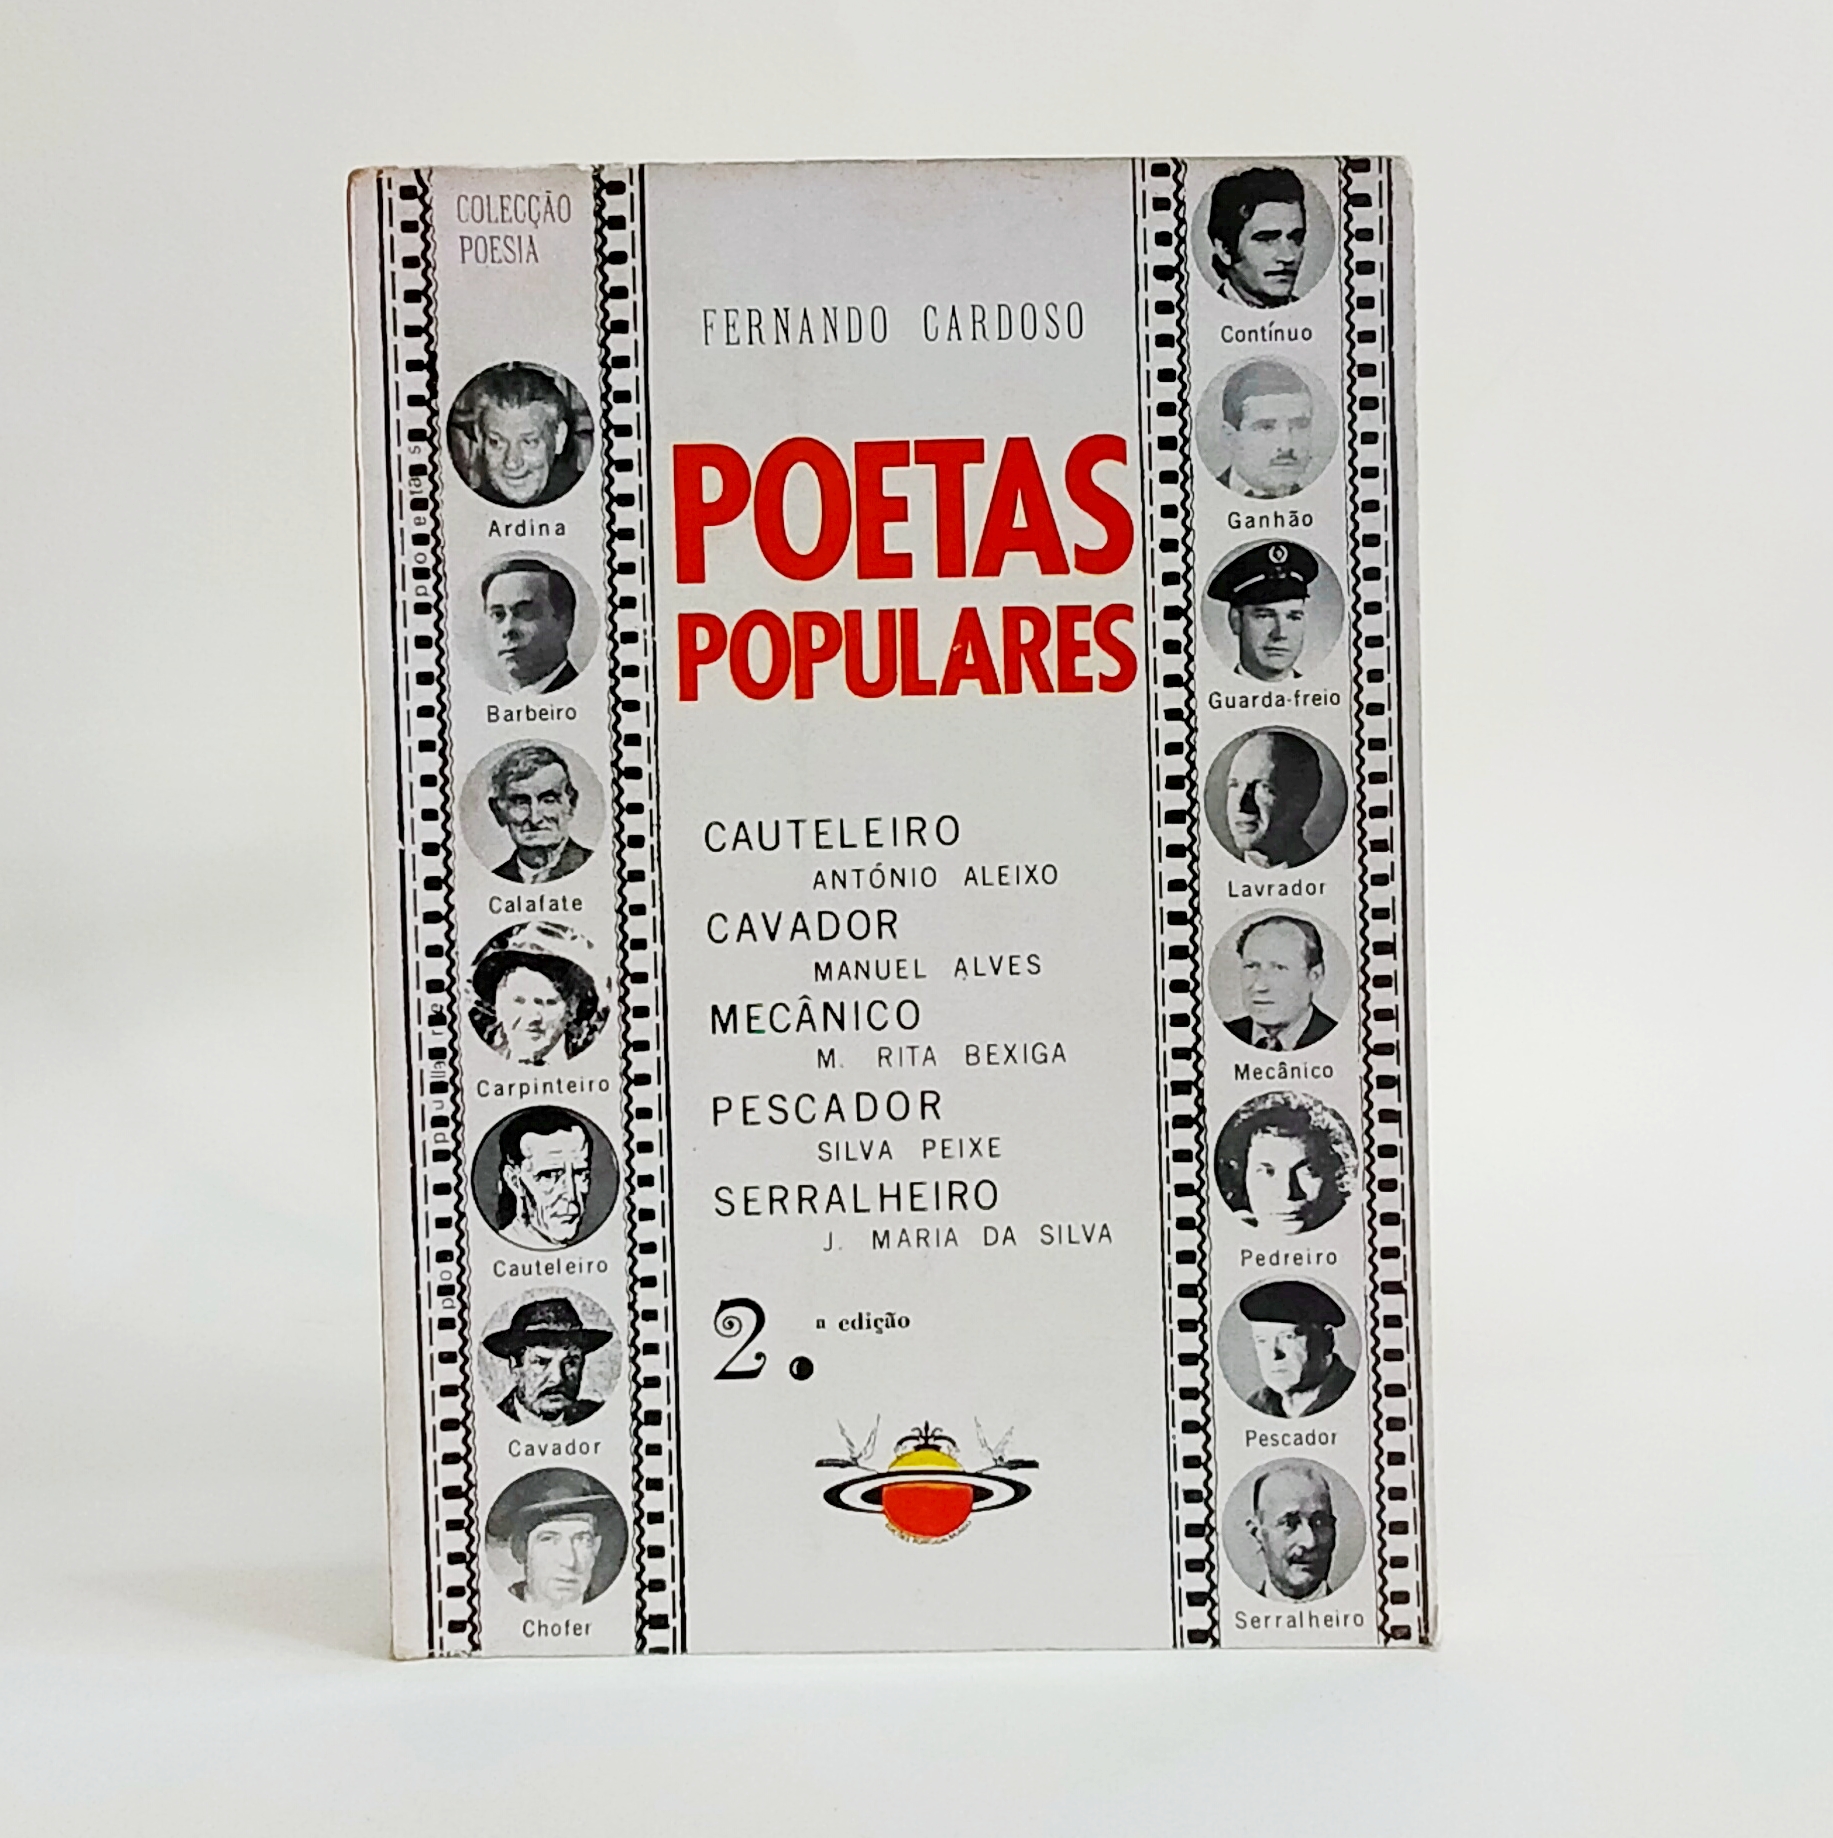 COLECÇÃO
POESIA
Ardina
Barbeiro
Calafate
Carpinteiro
Cauteleiro
Cavador
Chofer
FERNANDO CARDOSO
POETAS
POPULARES
CAUTELEIRO
ANTÓNIO ALEIXO
CAVADOR
MANUEL ALVES
MECÂNICO
M. RITA BEXIGA
PESCADOR
SILVA PEIXE
SERRALHEIRO
J. MARIA DA SILVA
2.ª edição
Contínuo
Ganhão
Guarda-freio
Lavrador
Mecânico
Pedreiro
Pescador
Serralheiro
poetas